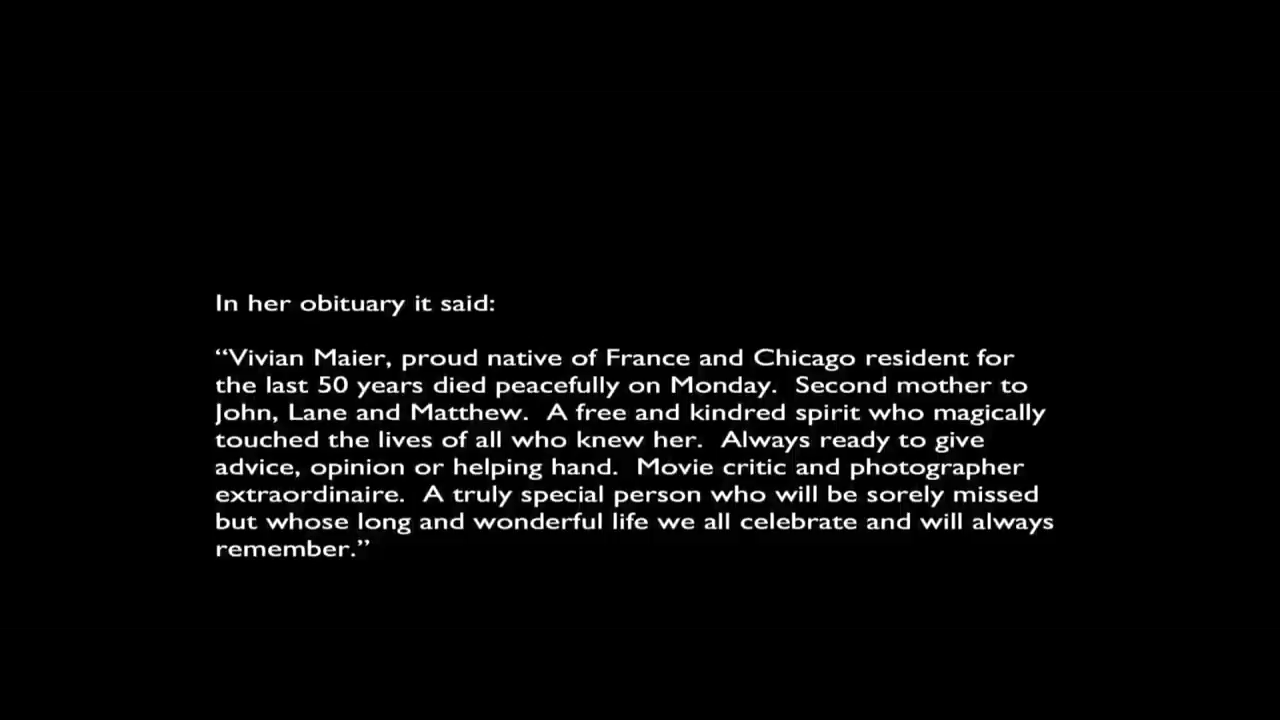 In her obituary it said:
“Vivian Maier, proud native of France and Chicago resident for
the last 50 years died peacefully on Monday.  Second mother to
John, Lane and Matthew.  A free and kindred spirit who magically
touched the lives of all who knew her.  Always ready to give
advice, opinion or helping hand.  Movie critic and photographer
extraordinaire.  A truly special person who will be sorely missed
but whose long and wonderful life we all celebrate and will always
remember.”